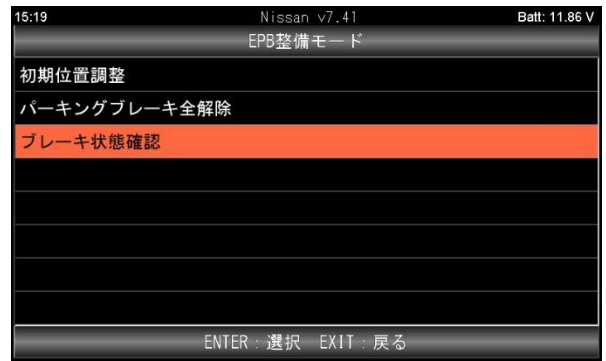 15:19 Nissan v7.41 Batt: 11.86 V
EPB整備モード
初期位置調整
パーキングブレーキ全解除
ブレーキ状態確認
ENTER：選択　EXIT：戻る